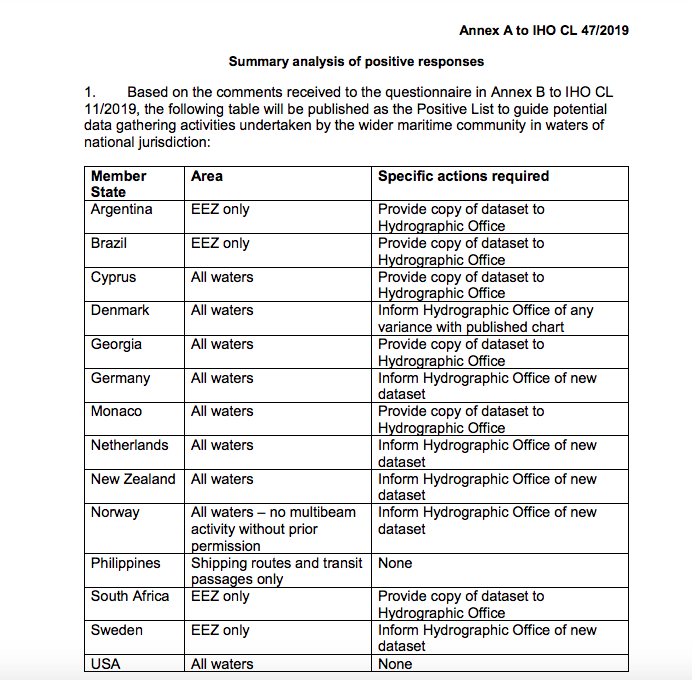 Annex A to IHO CL 47/2019
Summary analysis of positive responses
1. Based on the comments received to the questionnaire in Annex B to IHO CL
11/2019, the following table will be published as the Positive List to guide potential
data gathering activities undertaken by the wider maritime community in waters of
national jurisdiction:
Member State Area Specific actions required
Argentina EEZ only Provide copy of dataset to
Hydrographic Office
Brazil EEZ only Provide copy of dataset to
Hydrographic Office
Cyprus All waters Provide copy of dataset to
Hydrographic Office
Denmark All waters Inform Hydrographic Office of any
variance with published chart
Georgia All waters Provide copy of dataset to
Hydrographic Office
Germany All waters Inform Hydrographic Office of new
dataset
Monaco All waters Provide copy of dataset to
Hydrographic Office
Netherlands All waters Inform Hydrographic Office of new
dataset
New Zealand All waters Inform Hydrographic Office of new
dataset
Norway All waters – no multibeam Inform Hydrographic Office of new
activity without prior dataset
permission
Philippines Shipping routes and transit None
passages only
South Africa EEZ only Provide copy of dataset to
Hydrographic Office
Sweden EEZ only Inform Hydrographic Office of new
dataset
USA All waters None